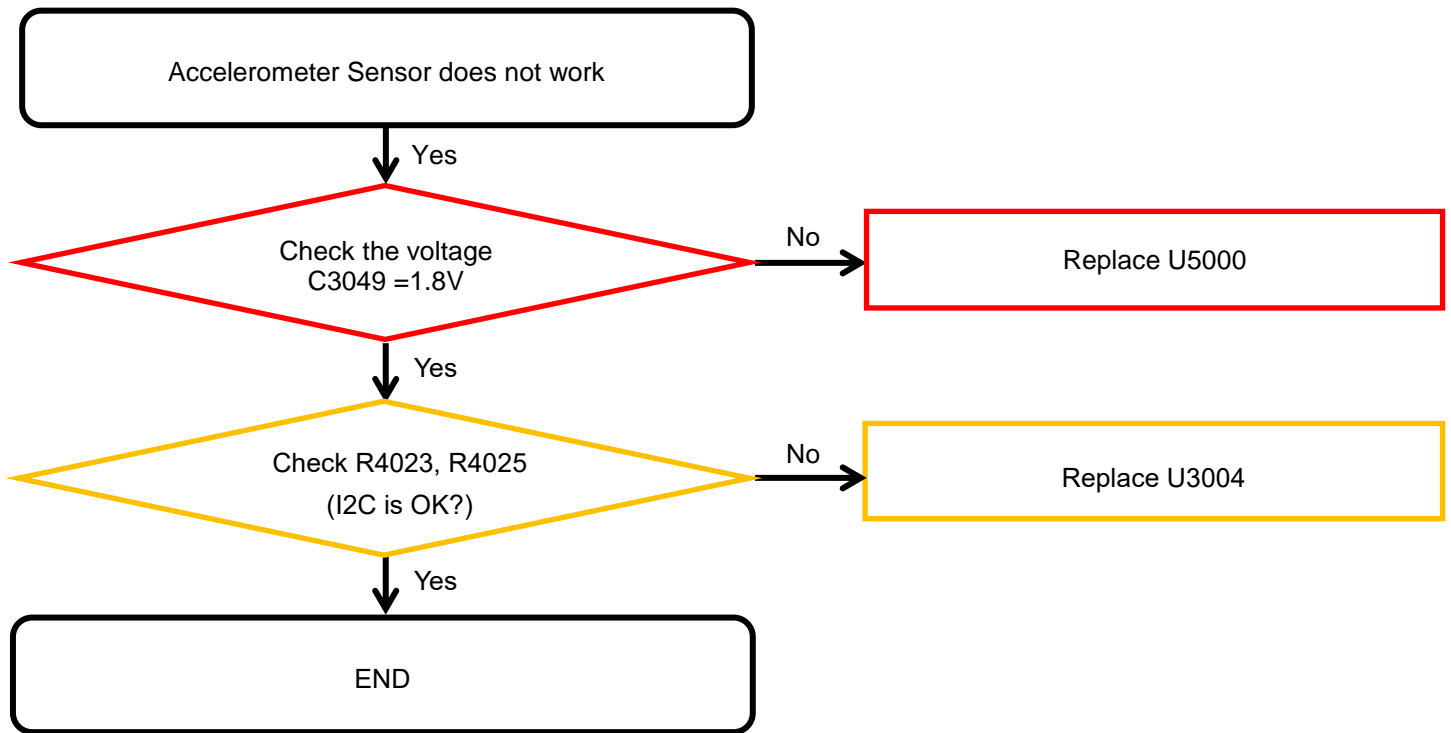 Accelerometer Sensor does not work
Yes
Check the voltage
C3049 =1.8V
No
Replace U5000
Yes
Check R4023, R4025
(I2C is OK?)
No
Replace U3004
Yes
END